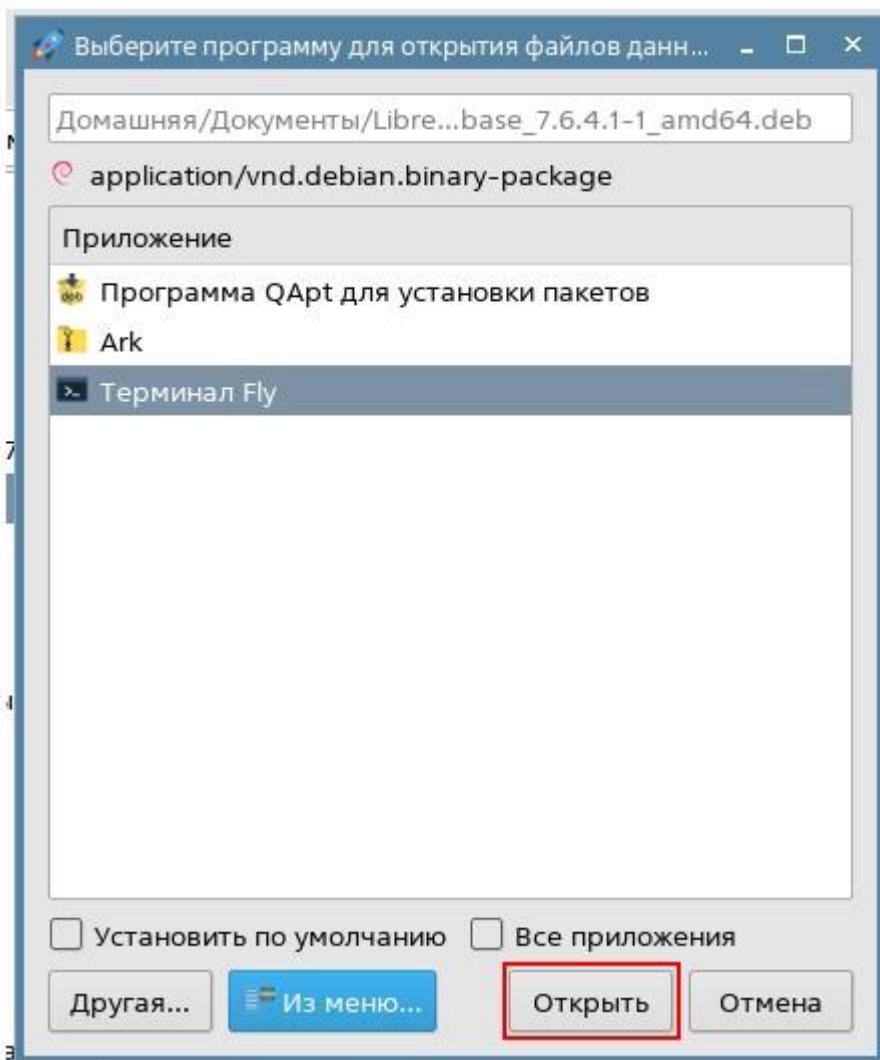 Выберите программу для открытия файлов данн...
Домашняя/Документы/Libre...base_7.6.4.1-1_amd64.deb
application/vnd.debian.binary-package
Приложение
deb
Программа QApt для установки пакетов
Ark
Терминал Fly
Установить по умолчанию
Все приложения
Другая...
Из меню...
Открыть
Отмена